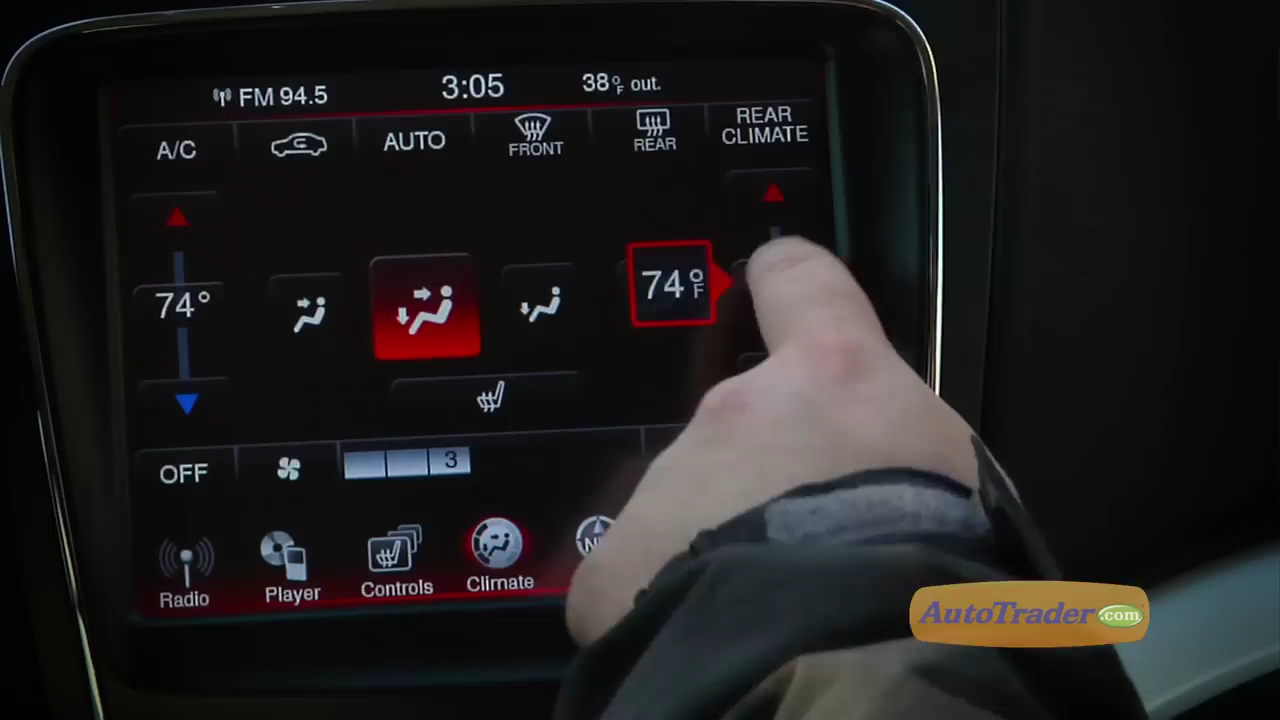 FM 94.5 3:05 38°F out.
A/C AUTO FRONT REAR REAR CLIMATE
74° 74°F
OFF 3
Radio Player Controls Climate
AutoTrader.com